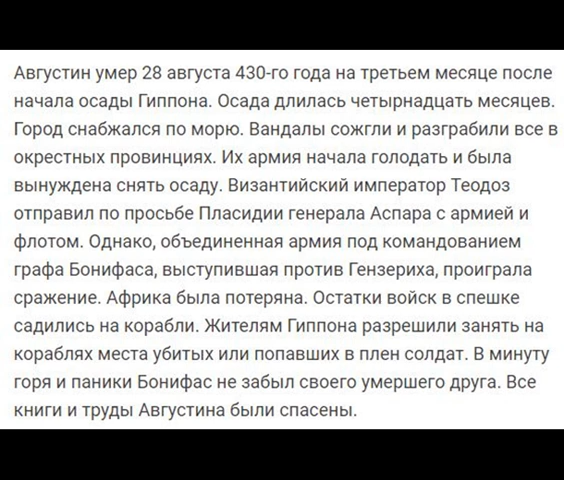 Августин умер 28 августа 430-го года на третьем месяце после
начала осады Гиппона. Осада длилась четырнадцать месяцев.
Город снабжался по морю. Вандалы сожгли и разграбили все в
окрестных провинциях. Их армия начала голодать и была
вынуждена снять осаду. Византийский император Теодоз
отправил по просьбе Пласидии генерала Аспара с армией и
флотом. Однако, объединенная армия под командованием
графа Бонифаса, выступившая против Гензериха, проиграла
сражение. Африка была потеряна. Остатки войск в спешке
садились на корабли. Жителям Гиппона разрешили занять на
кораблях места убитых или попавших в плен солдат. В минуту
горя и паники Бонифас не забыл своего умершего друга. Все
книги и труды Августина были спасены.